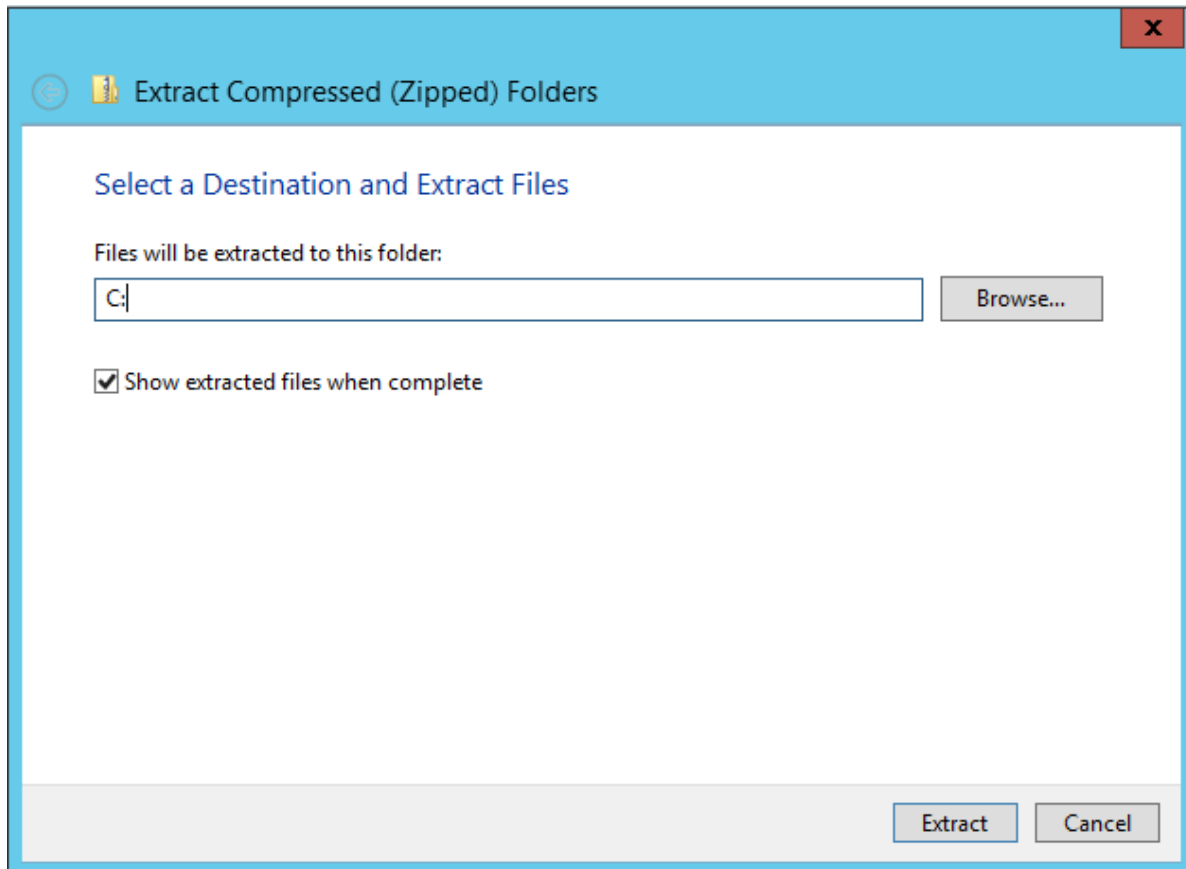 x
Extract Compressed (Zipped) Folders
Select a Destination and Extract Files
Files will be extracted to this folder:
C:
Browse...
Show extracted files when complete
Extract
Cancel